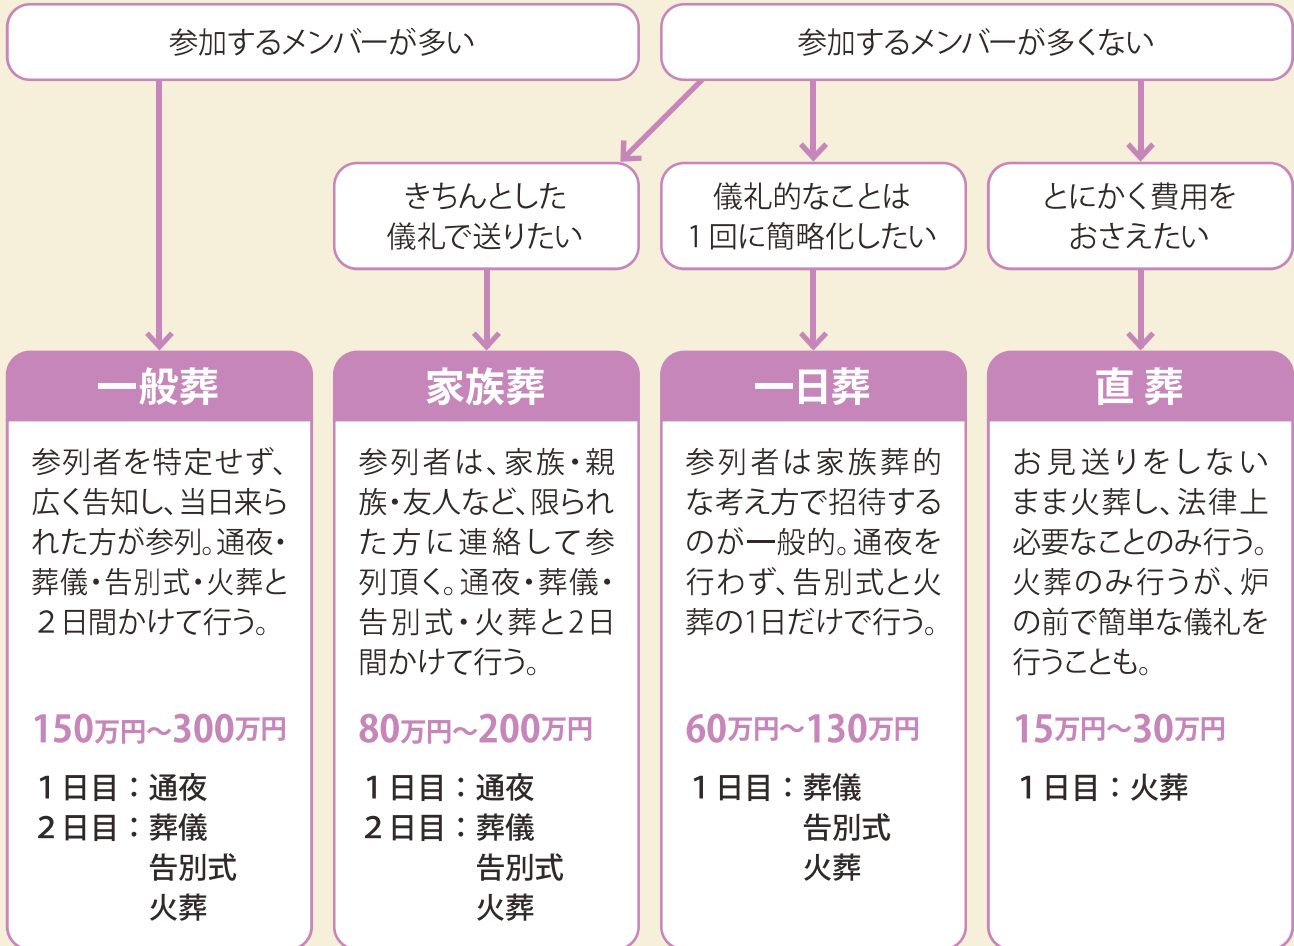 参加するメンバーが多い
参加するメンバーが多くない
きちんとした
儀礼で送りたい
儀礼的なことは
1回に簡略化したい
とにかく費用を
おさえたい
一般葬
参列者を特定せず、
広く告知し、当日来ら
れた方が参列。通夜・
葬儀・告別式・火葬と
２日間かけて行う。
150万円〜300万円
1日目：通夜
2日目：葬儀
告別式
火葬
家族葬
参列者は、家族・親
族・友人など、限られ
た方に連絡して参
列頂く。通夜・葬儀・
告別式・火葬と2日
間かけて行う。
80万円〜200万円
1日目：通夜
2日目：葬儀
告別式
火葬
一日葬
参列者は家族葬的
な考え方で招待する
のが一般的。通夜を
行わず、告別式と火
葬の1日だけで行う。
60万円〜130万円
1日目：葬儀
告別式
火葬
直葬
お見送りをしない
まま火葬し、法律上
必要なことのみ行う。
火葬のみ行うが、炉
の前で簡単な儀礼を
行うことも。
15万円〜30万円
1日目：火葬